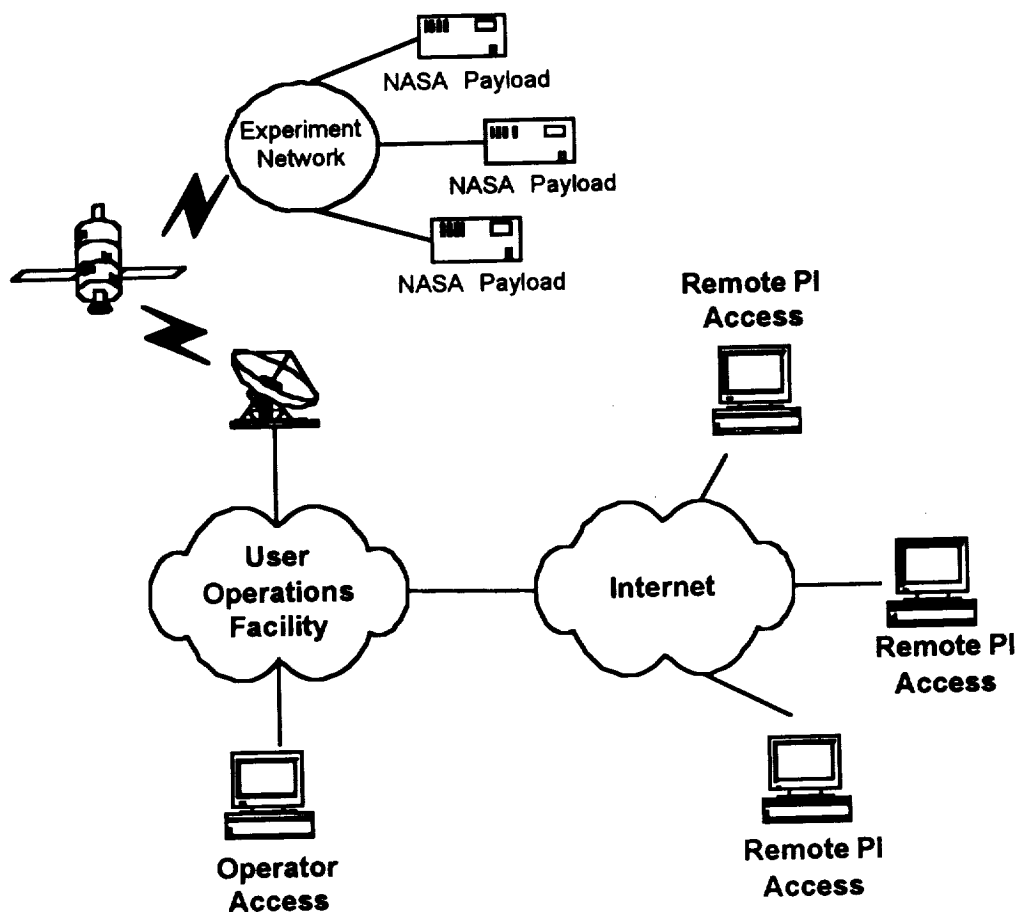 NASA Payload
Experiment
Network
NASA Payload
NASA Payload
Remote PI
Access
User
Operations
Facility
Internet
Remote PI
Access
Remote PI
Access
Operator
Access